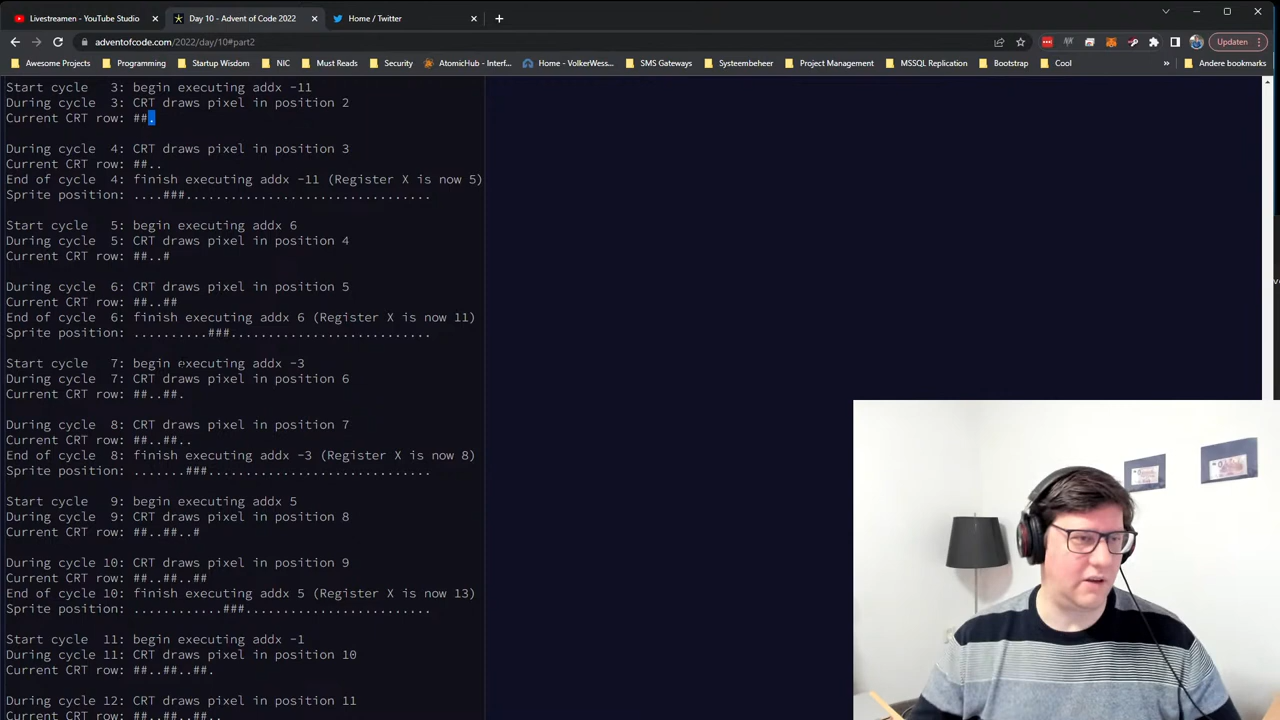 Livestreamen - YouTube Studio
Day 10 - Advent of Code 2022
Home / Twitter
adventofcode.com/2022/day/10#part2
Updaten
Awesome Projects
Programming
Startup Wisdom
NIC
Must Reads
Security
AtomicHub - Interf...
Home - VolkerWess...
SMS Gateways
Systeembeheer
Project Management
MSSQL Replication
Bootstrap
Cool
»
Andere bookmarks
Start cycle   3: begin executing addx -11
During cycle  3: CRT draws pixel in position 2
Current CRT row: ##.
During cycle  4: CRT draws pixel in position 3
Current CRT row: ##..
End of cycle  4: finish executing addx -11 (Register X is now 5)
Sprite position: ....###.................................
Start cycle   5: begin executing addx 6
During cycle  5: CRT draws pixel in position 4
Current CRT row: ##..#
During cycle  6: CRT draws pixel in position 5
Current CRT row: ##..##
End of cycle  6: finish executing addx 6 (Register X is now 11)
Sprite position: ..........###...........................
Start cycle   7: begin executing addx -3
During cycle  7: CRT draws pixel in position 6
Current CRT row: ##..##.
During cycle  8: CRT draws pixel in position 7
Current CRT row: ##..##..
End of cycle  8: finish executing addx -3 (Register X is now 8)
Sprite position: .......###..............................
Start cycle   9: begin executing addx 5
During cycle  9: CRT draws pixel in position 8
Current CRT row: ##..##..#
During cycle 10: CRT draws pixel in position 9
Current CRT row: ##..##..##
End of cycle 10: finish executing addx 5 (Register X is now 13)
Sprite position: ............###.........................
Start cycle  11: begin executing addx -1
During cycle 11: CRT draws pixel in position 10
Current CRT row: ##..##..##.
During cycle 12: CRT draws pixel in position 11
Current CRT row: ##..##..##..